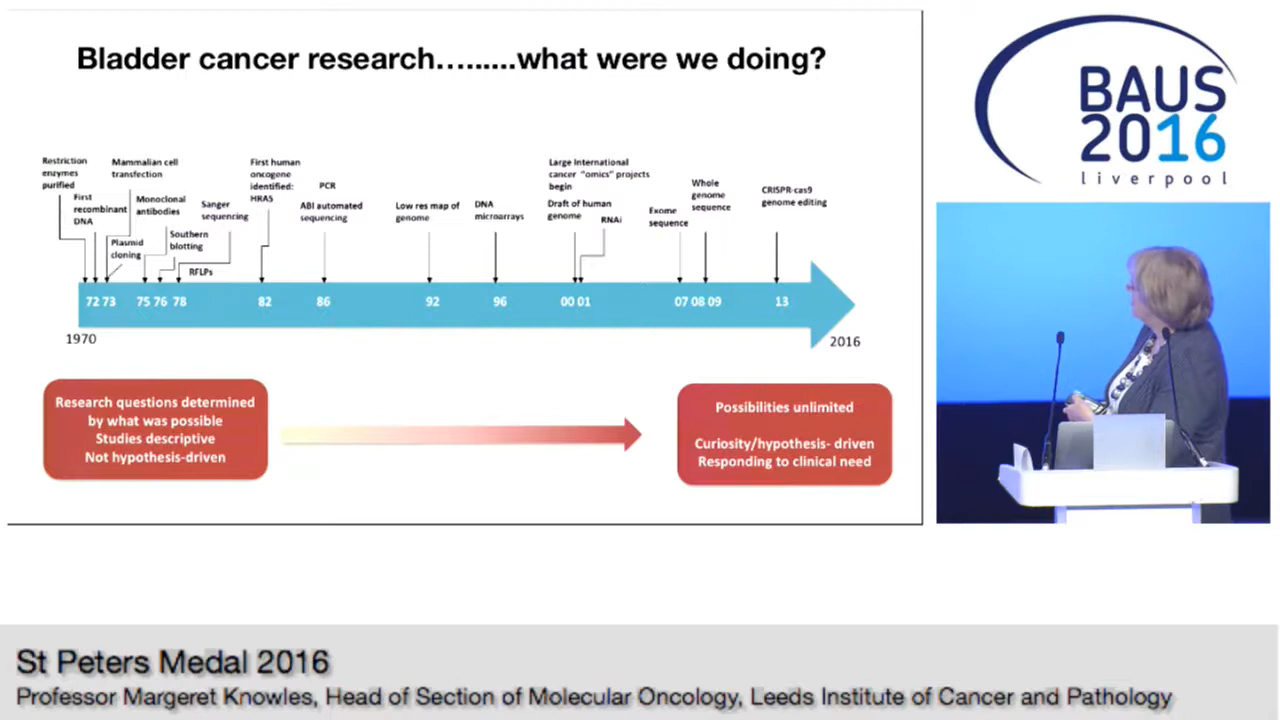 Bladder cancer research….......what were we doing?
Restriction
enzymes
purified
First
recombinant
DNA
Mammalian cell
transfection
Plasmid
cloning
Monoclonal
antibodies
Southern
blotting
Sanger
sequencing
RFLPs
First human
oncogene
identified:
HRAS
PCR
ABI automated
sequencing
Low res map of
genome
DNA
microarrays
Large International
cancer "omics" projects
begin
Draft of human
genome
RNAi
Exome
sequence
Whole
genome
sequence
CRISPR-cas9
genome editing
72 73 75 76 78 82 86 92 96 00 01 07 08 09 13
1970
2016
Research questions determined
by what was possible
Studies descriptive
Not hypothesis-driven
Possibilities unlimited
Curiosity/hypothesis- driven
Responding to clinical need
BAUS
2016
liverpool
St Peters Medal 2016
Professor Margeret Knowles, Head of Section of Molecular Oncology, Leeds Institute of Cancer and Pathology